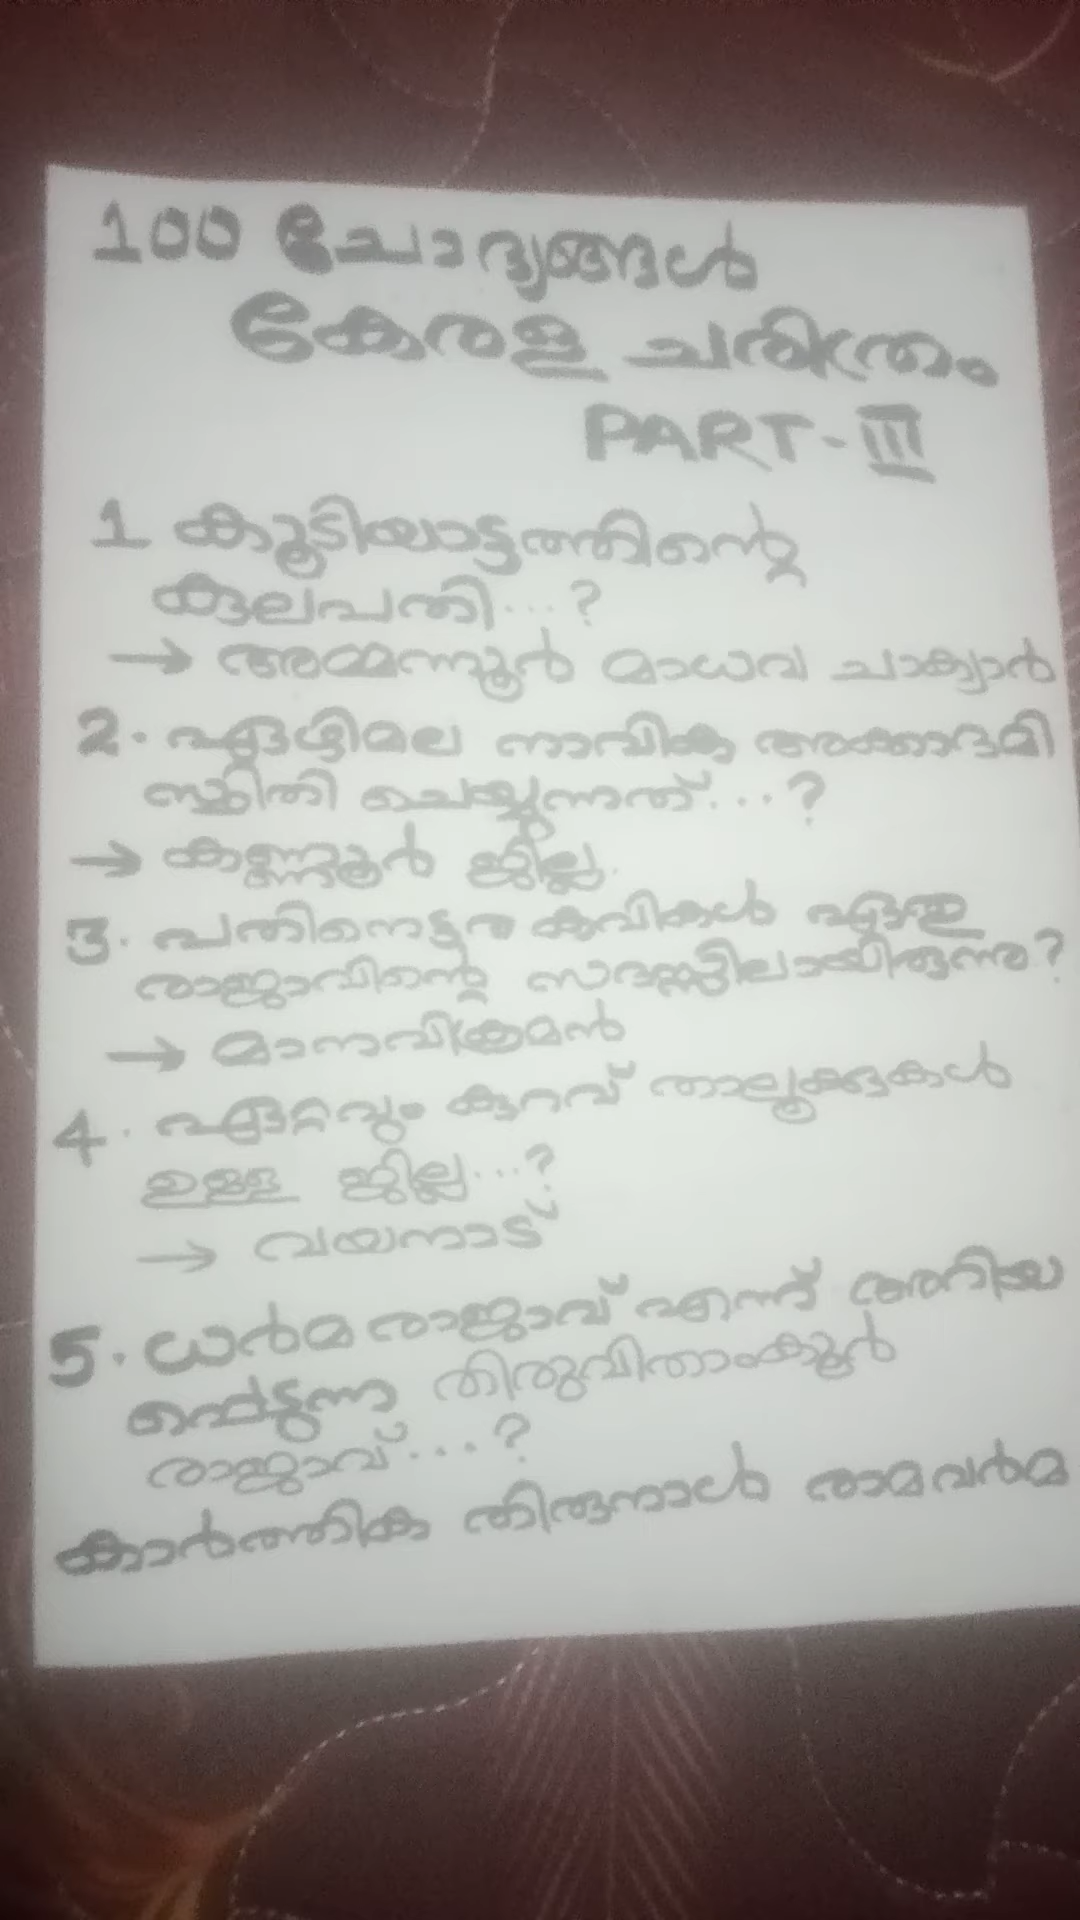 100 ചോദ്യങ്ങൾ
കേരള ചരിത്രം
PART-III
1 കൂടിയാട്ടത്തിന്റെ
കുലപതി...?
→ അമ്മന്നൂർ മാധവ ചാക്യാർ
2. ഏഴിമല നാവിക അക്കാദമി
സ്ഥിതി ചെയ്യുന്നത്...?
→ കണ്ണൂർ ജില്ല.
3. പതിനെട്ടര കവികൾ ഏത്
രാജാവിന്റെ സദസ്സിലായിരുന്നു?
→ മാനവിക്രമൻ
4. ഏറ്റവും കുറവ് താലൂക്കുകൾ
ഉള്ള ജില്ല...?
→ വയനാട്
5. ധർമരാജാവ് എന്ന് അറിയ
പ്പെടുന്ന തിരുവിതാംകൂർ
രാജാവ്...?
കാർത്തിക തിരുനാൾ രാമവർമ